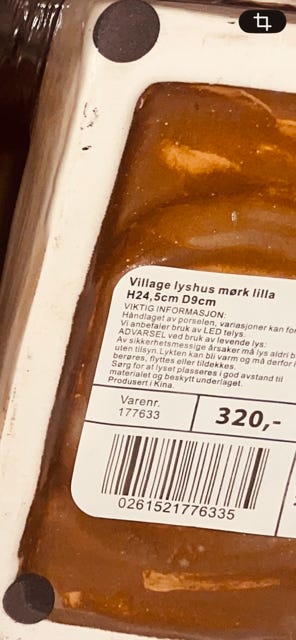 Village lyshus mørk lilla
H24,5cm D9cm
VIKTIG INFORMASJON:
Håndlaget av porselen, variasjoner kan
Vi anbefaler bruk av LED telys.
ADVARSEL ved bruk av levende lys:
Av sikkerhetsmessige årsaker må lys aldri
uten tilsyn. Lykten kan bli varm og må derfor
berøres, flyttes eller tildekkes.
Sørg for at lyset plasseres i god avstand til
materialet og beskytt underlaget.
Produsert i Kina.
Varenr.
177633
320,-
0261521776335